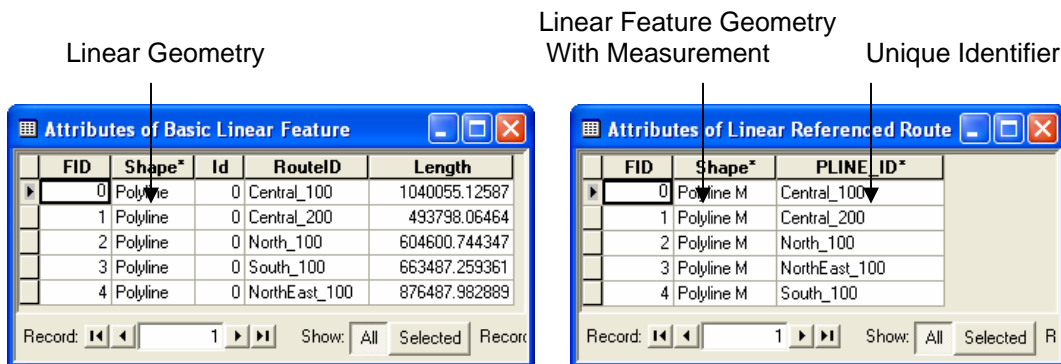 Linear Geometry
Linear Feature Geometry
With Measurement
Unique Identifier
Attributes of Basic Linear Feature
FID Shape* Id RouteID Length
0 Polyline 0 Central_100 1040055.12587
1 Polyline 0 Central_200 493798.06464
2 Polyline 0 North_100 604600.744347
3 Polyline 0 South_100 663487.259361
4 Polyline 0 NorthEast_100 876487.982889
Record: 1 Show: All Selected Recor
Attributes of Linear Referenced Route
FID Shape* PLINE_ID*
0 Polyline M Central_100
1 Polyline M Central_200
2 Polyline M North_100
3 Polyline M NorthEast_100
4 Polyline M South_100
Record: 1 Show: All Selected R